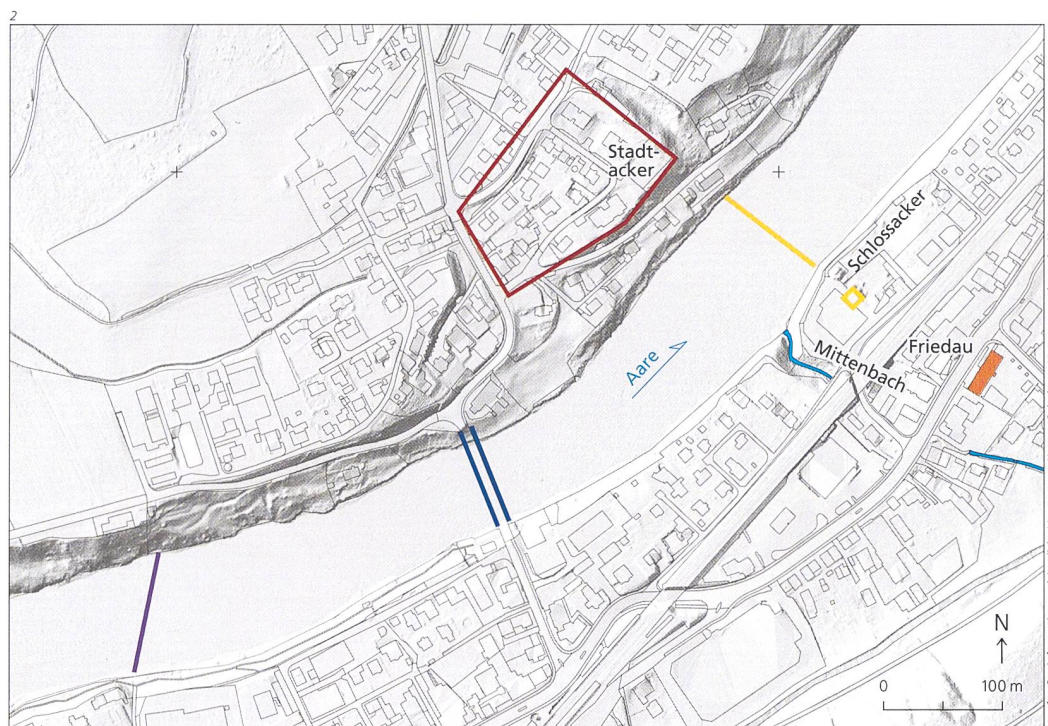 2
Stadt-
acker
Schlossacker
Aare
Mittenbach
Friedau
N
0 100 m